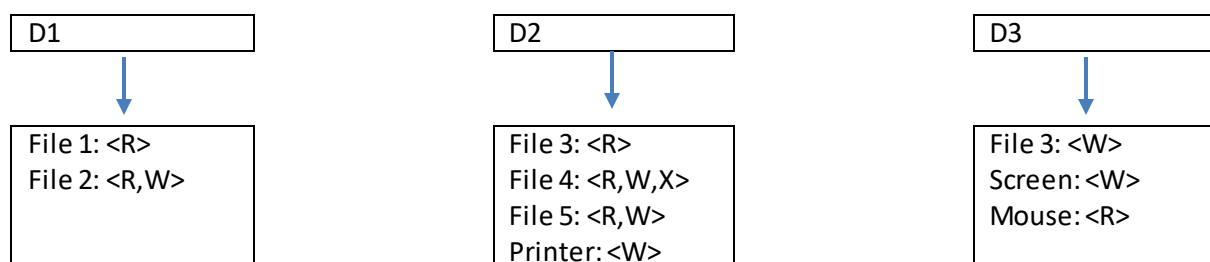 D1
File 1: <R>
File 2: <R,W>
D2
File 3: <R>
File 4: <R,W,X>
File 5: <R,W>
Printer: <W>
D3
File 3: <W>
Screen: <W>
Mouse: <R>